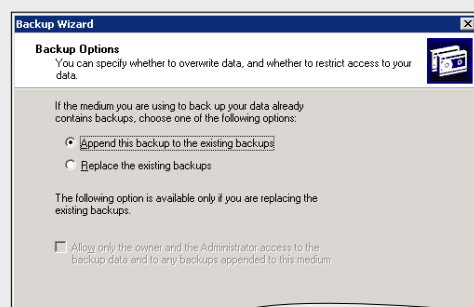 Backup Wizard
Backup Options
You can specify whether to overwrite data, and whether to restrict access to your
data.
If the medium you are using to back up your data already
contains backups, choose one of the following options:
Append this backup to the existing backups
Replace the existing backups
The following option is available only if you are replacing the
existing backups.
Allow only the owner and the Administrator access to the
backup data and to any backups appended to this medium